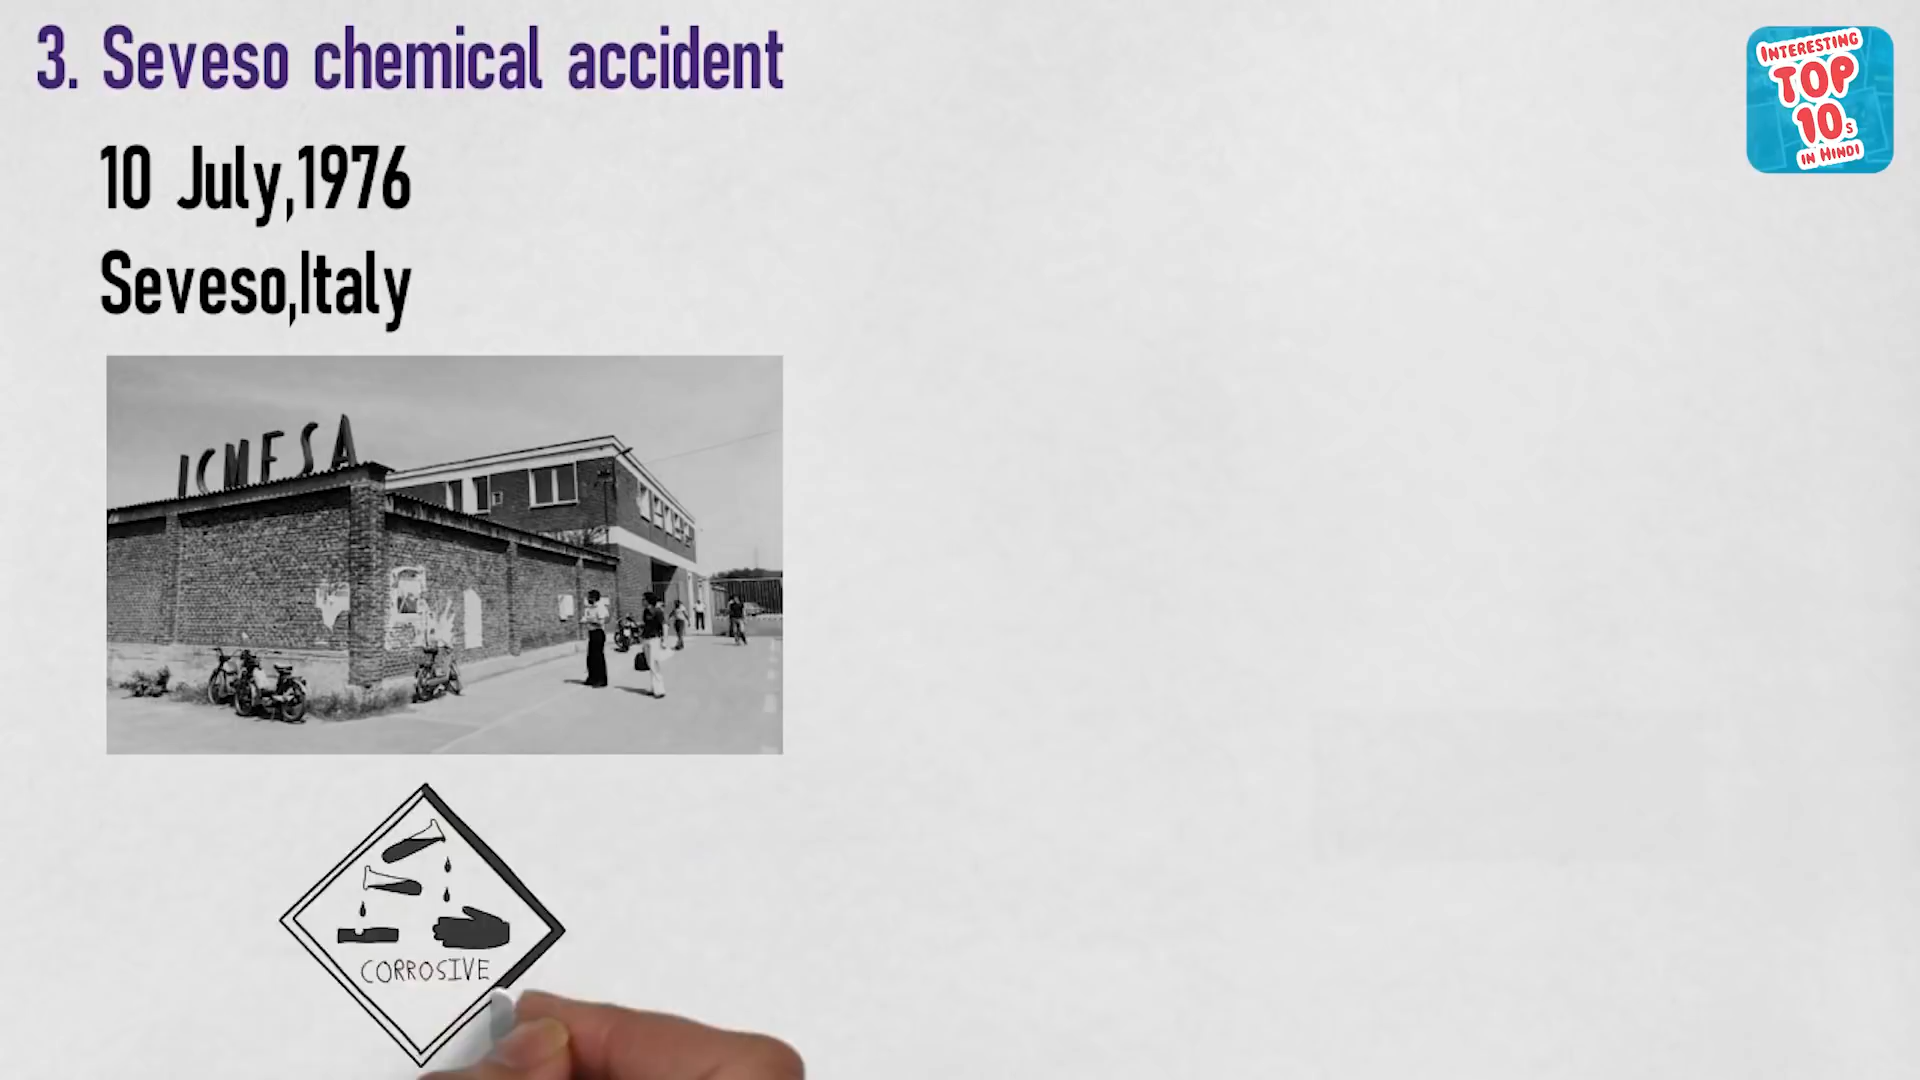 3. Seveso chemical accident
INTERESTING
TOP
10s
IN HINDI
10 July,1976
Seveso,Italy
ICMESA
CORROSIVE